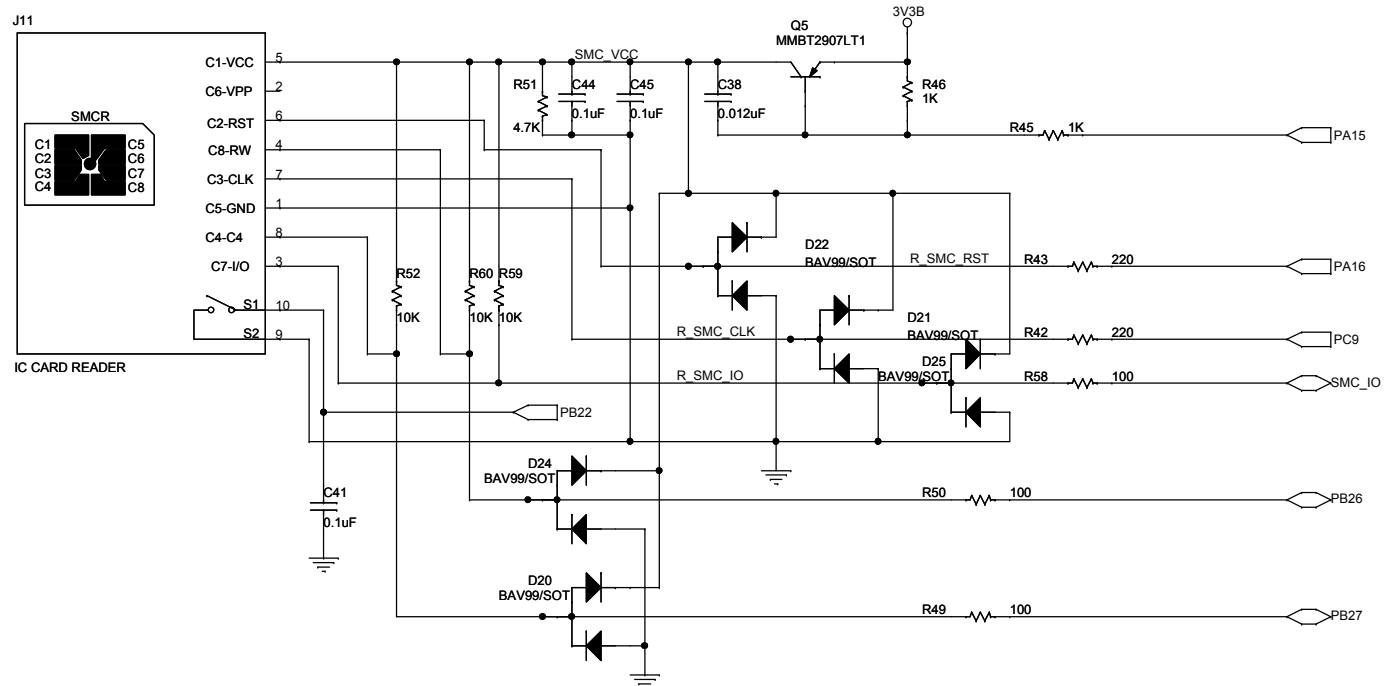 J11
3V3B
Q5
MMBT2907LT1
C1-VCC 5
SMC_VCC
C6-VPP 2
R51
C44
C45
C38
R46
1K
SMCR
4.7K
0.1uF
0.1uF
0.012uF
C2-RST 6
R45 1K
PA15
C1 C5
C2 C6
C3 C7
C4 C8
C8-RW 4
C3-CLK 7
C5-GND 1
C4-C4 8
D22
BAV99/SOT
R_SMC_RST
R43 220
PA16
C7-I/O 3
R52
R60
R59
10K
10K
10K
S1 10
S2 9
D21
BAV99/SOT
R_SMC_CLK
R42 220
PC9
IC CARD READER
D25
BAV99/SOT
R_SMC_IO
R58 100
SMC_IO
PB22
D24
BAV99/SOT
C41
0.1uF
R50 100
PB26
D20
BAV99/SOT
R49 100
PB27